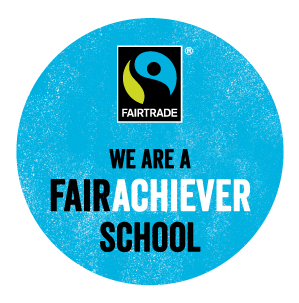 ®
FAIRTRADE
WE ARE A
FAIRACHIEVER
SCHOOL